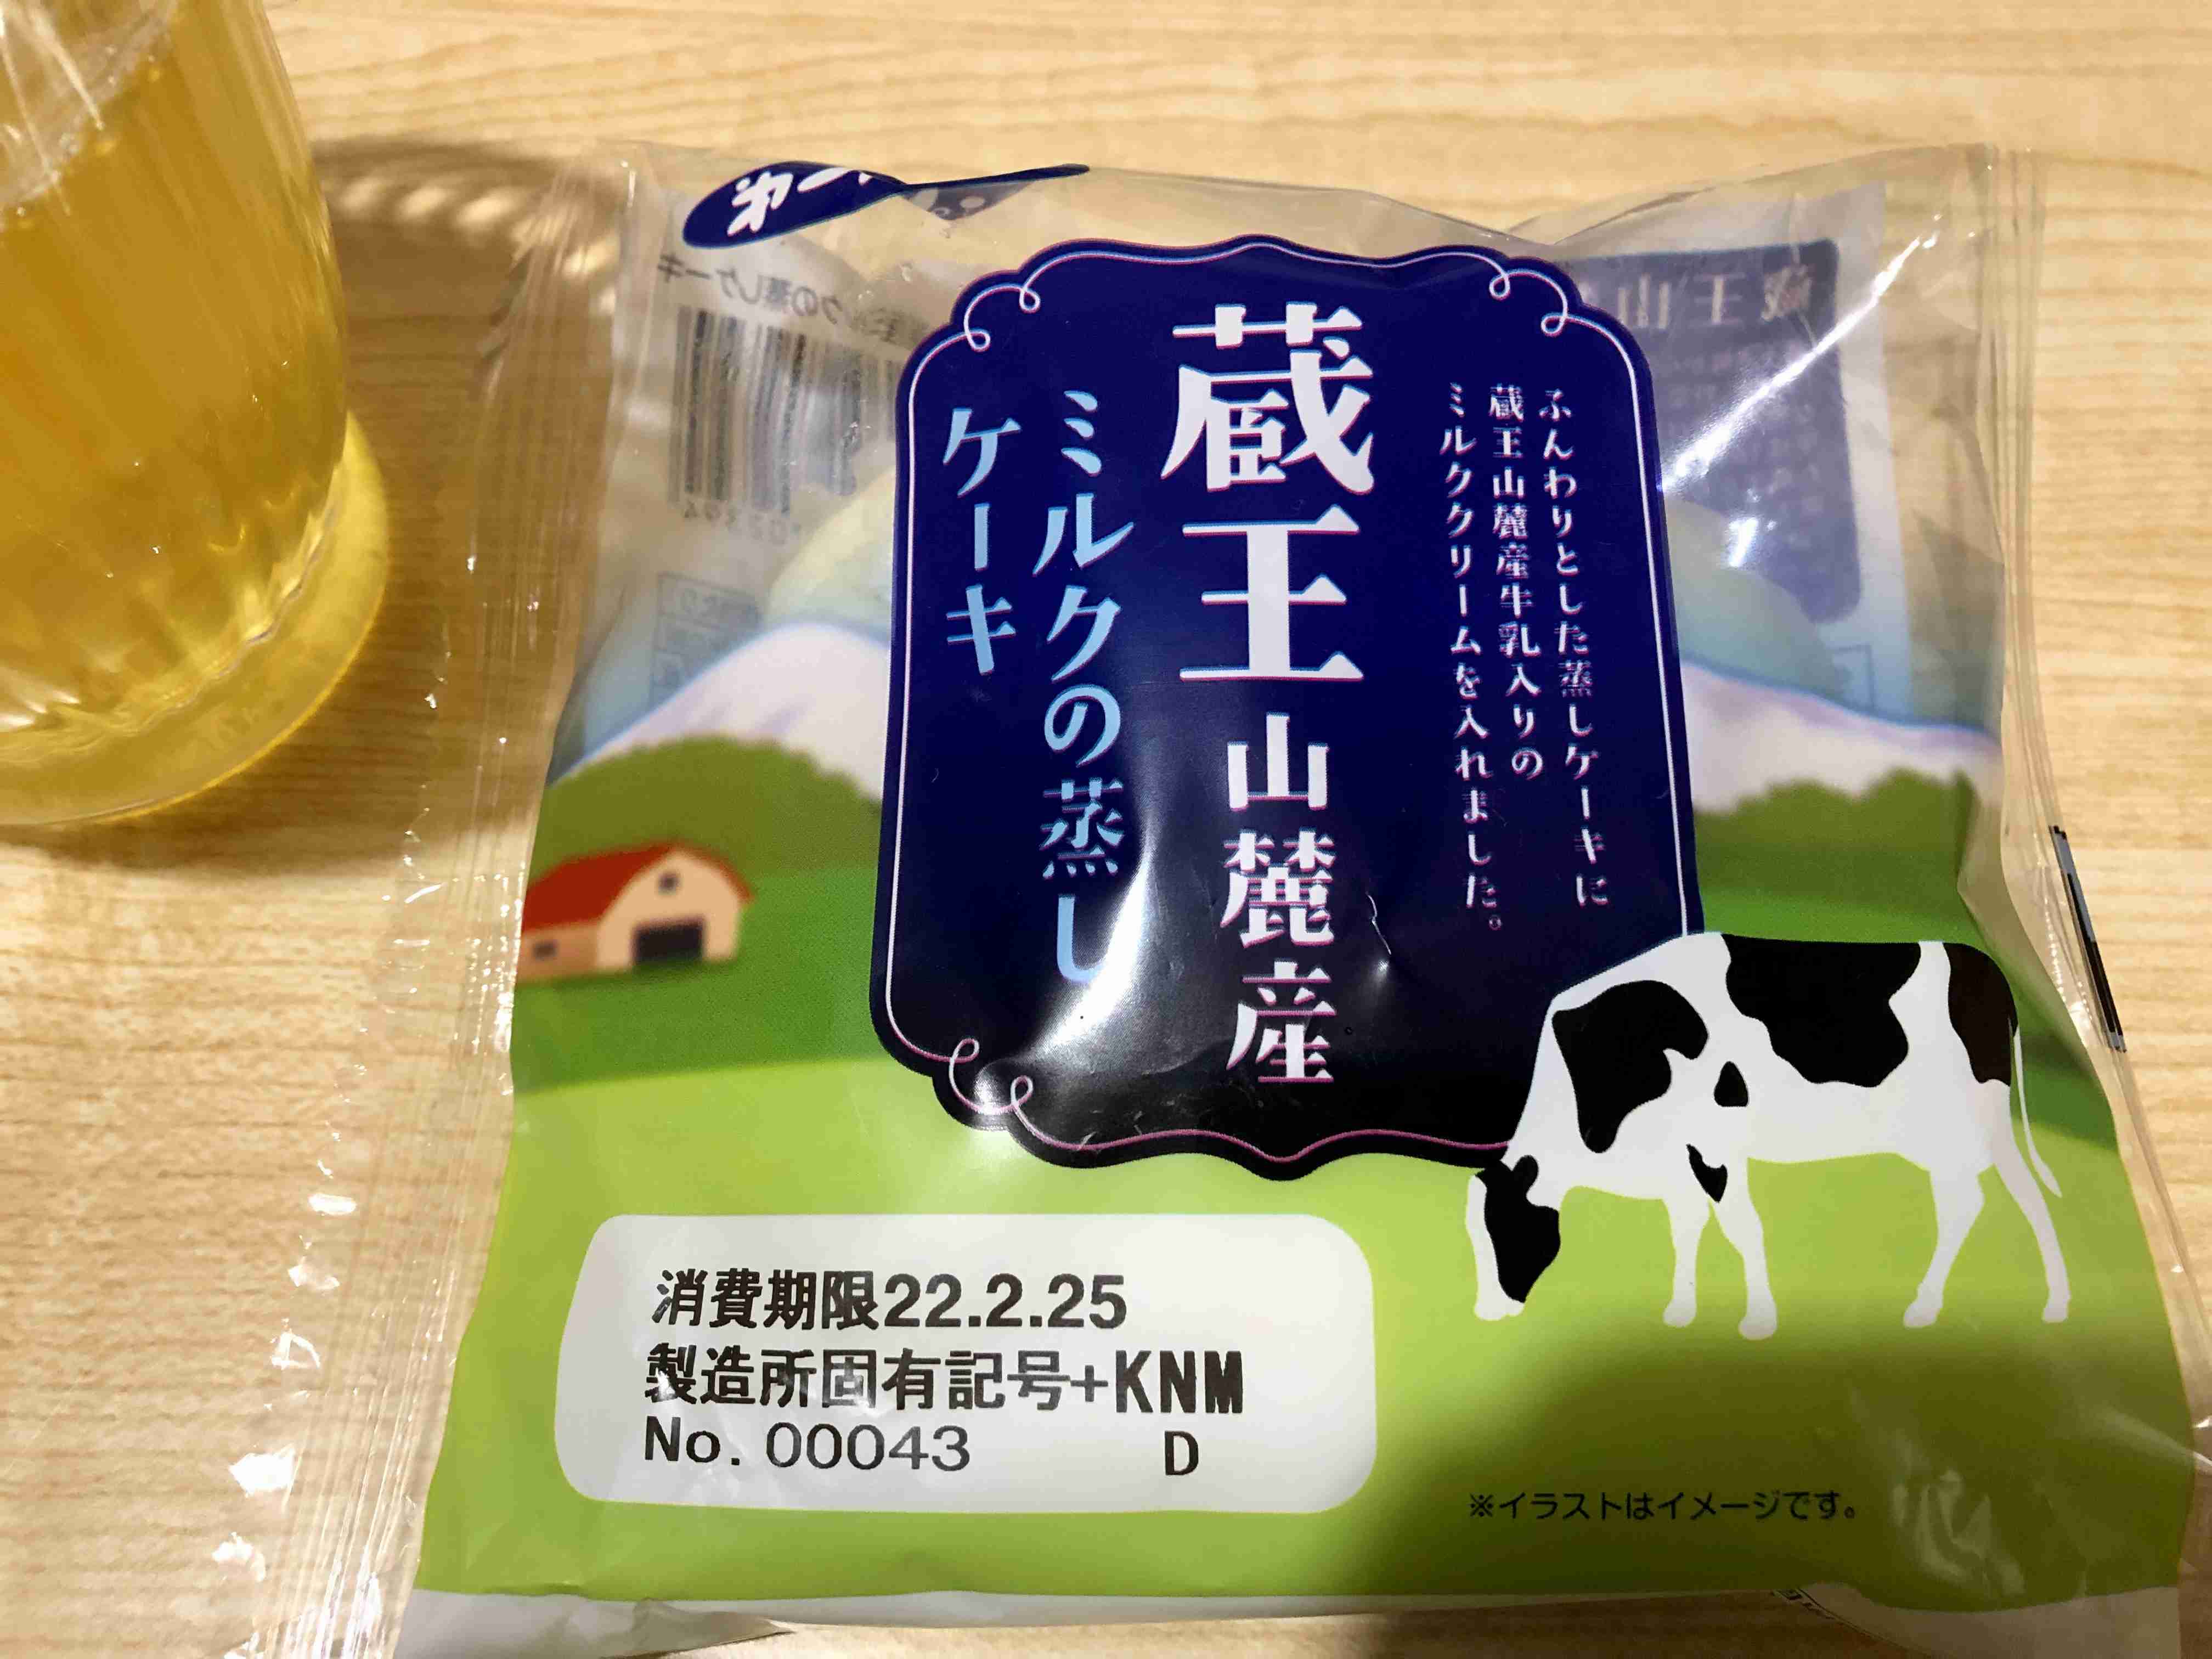 第一
ふんわりとした蒸しケーキに
蔵王山麓産牛乳入りの
ミルククリームを入れました。
蔵王山麓産
ミルクの蒸し
ケーキ
消費期限22.2.25
製造所固有記号+KNM
No. 00043 D
※イラストはイメージです。